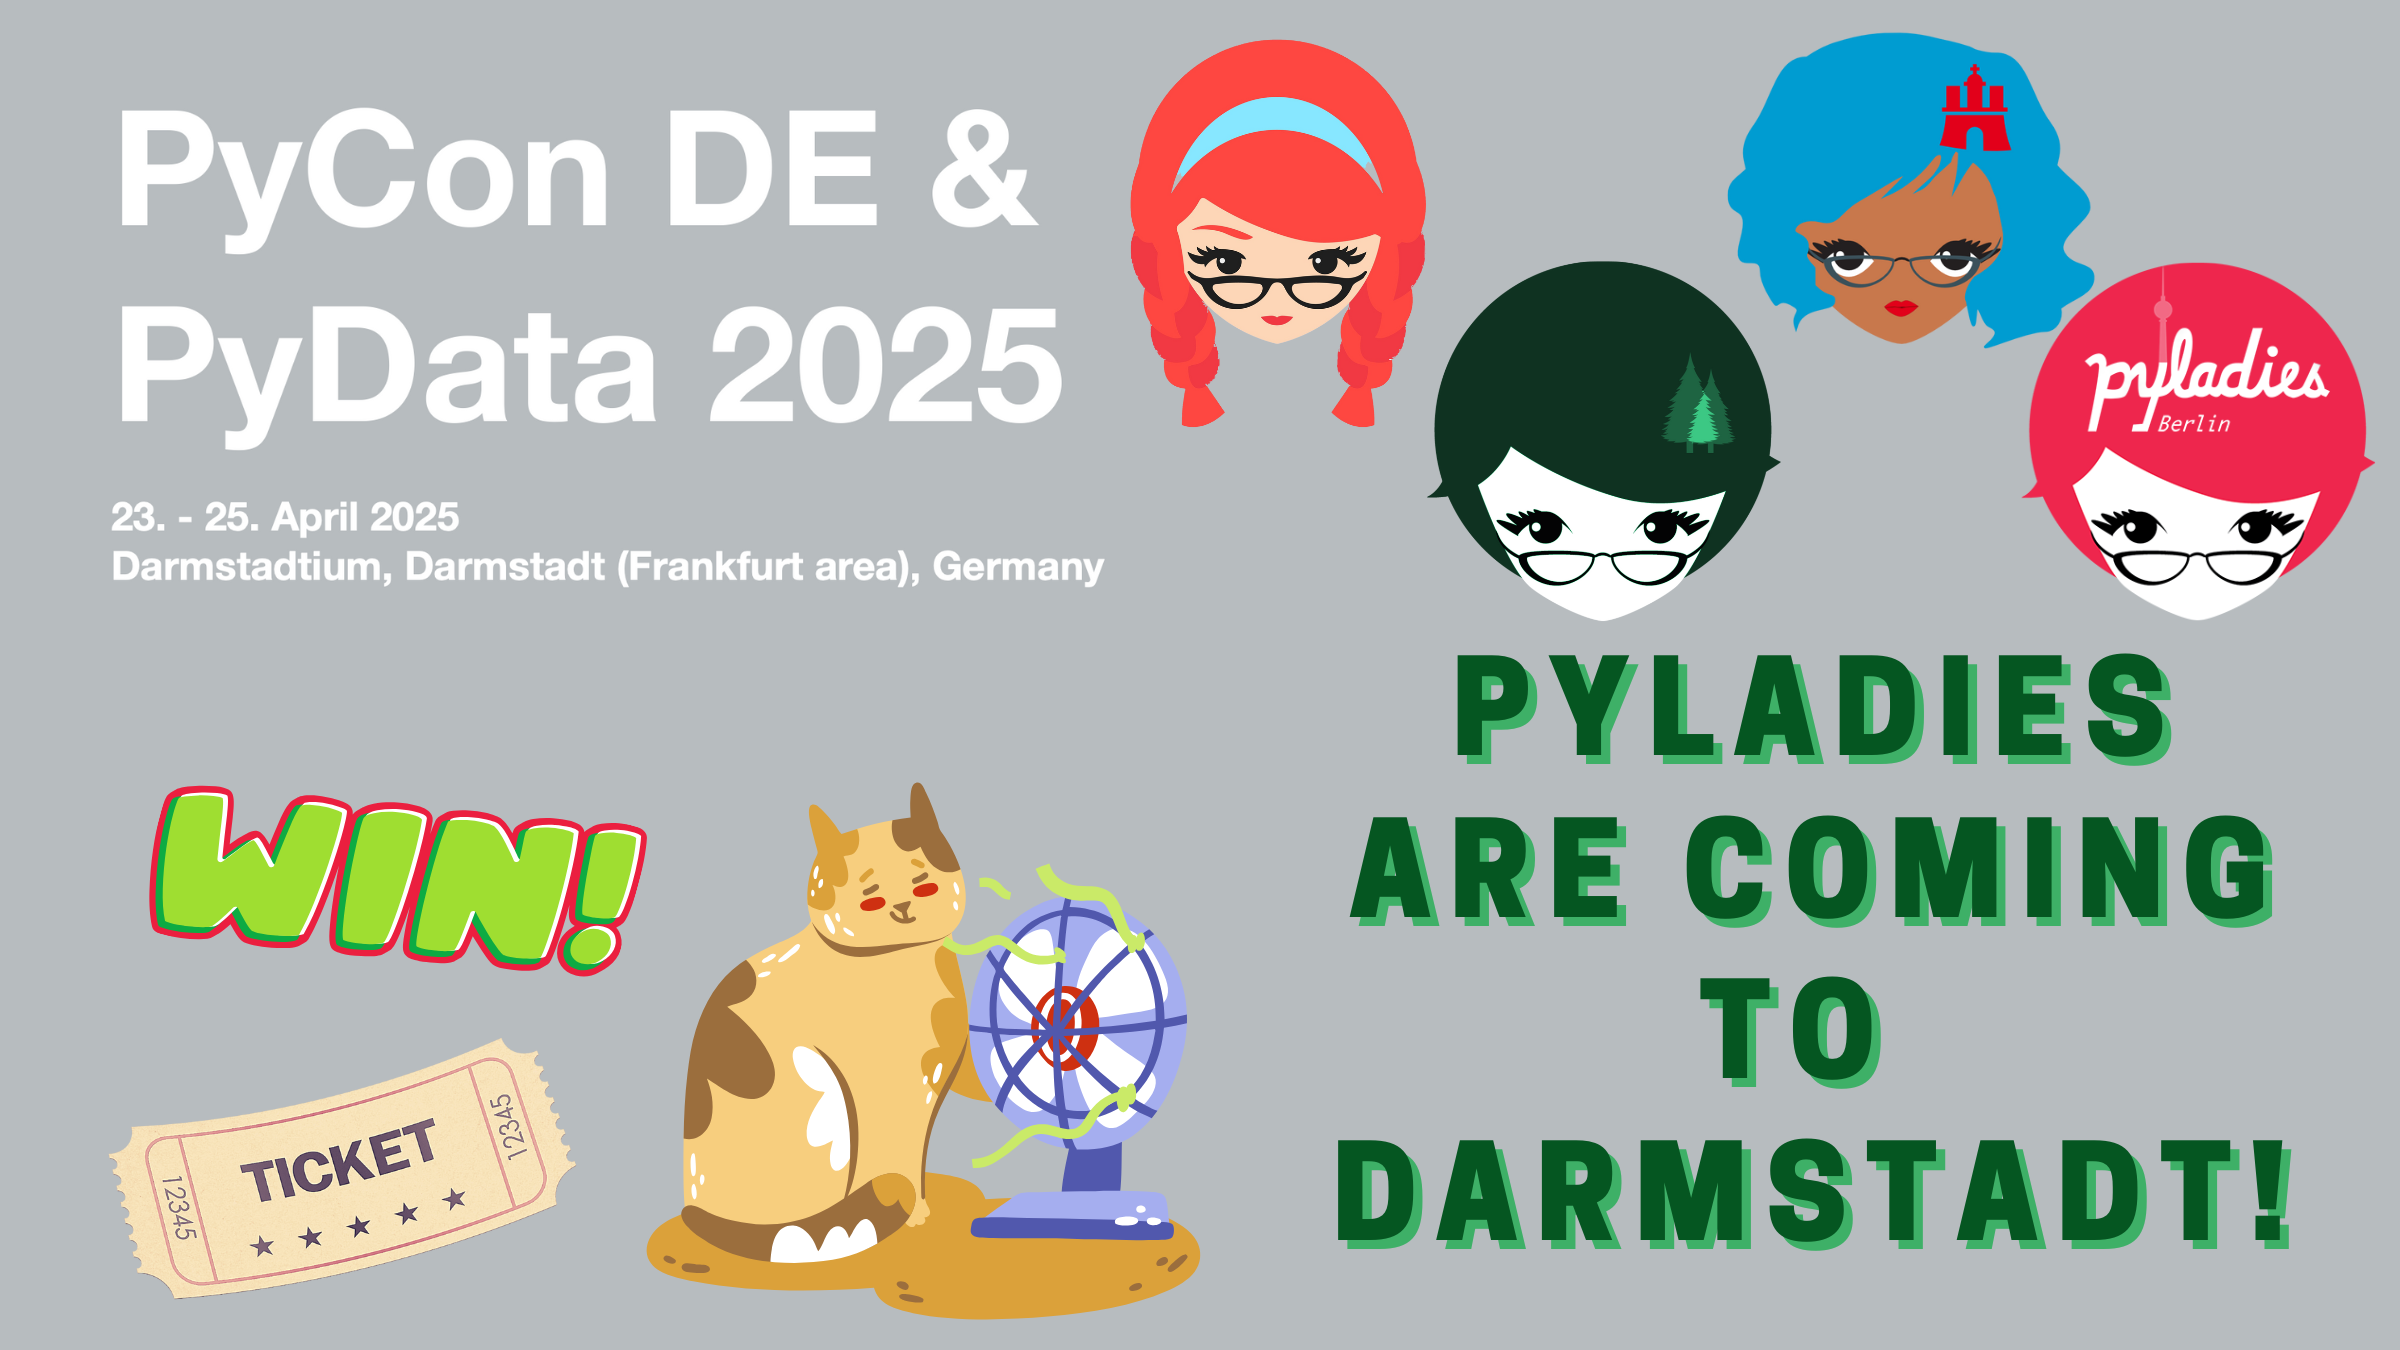 PyCon DE &
PyData 2025
23. - 25. April 2025
Darmstadtium, Darmstadt (Frankfurt area), Germany
pyladies
Berlin
PYLADIES
ARE COMING
TO
DARMSTADT!
WIN!
12345
TICKET
12345